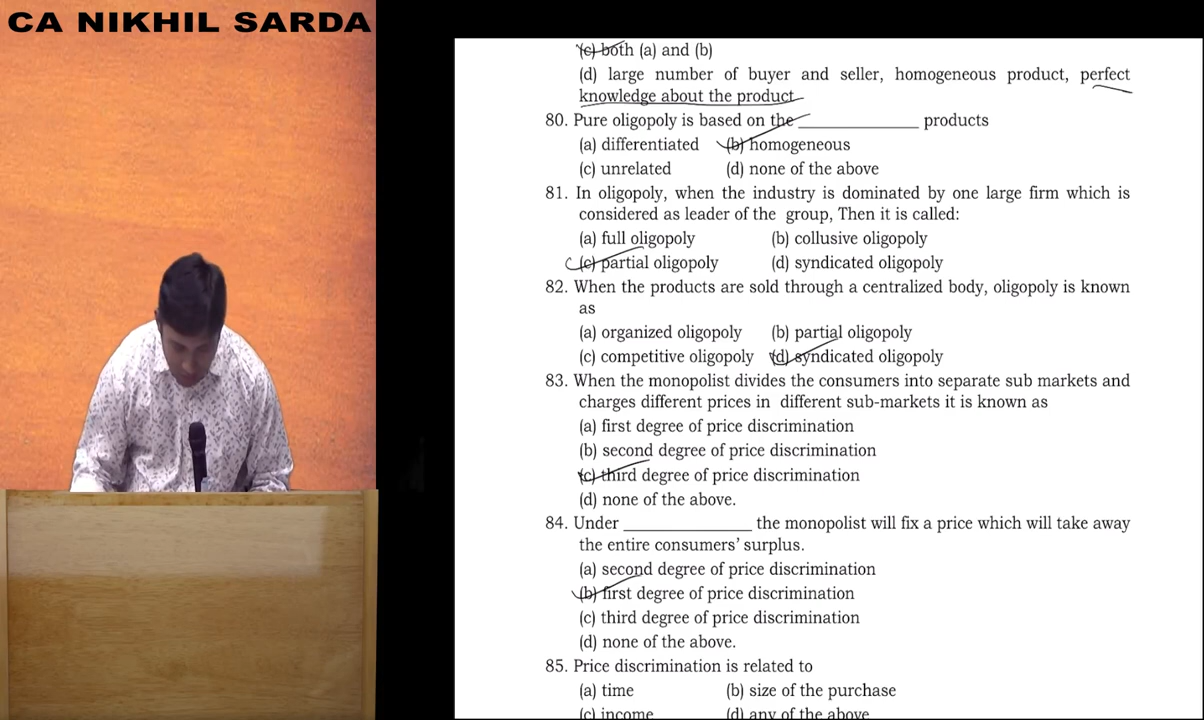 CA NIKHIL SARDA
(c) both (a) and (b)
(d) large number of buyer and seller, homogeneous product, perfect
knowledge about the product
80. Pure oligopoly is based on the ______________ products
(a) differentiated (b) homogeneous
(c) unrelated (d) none of the above
81. In oligopoly, when the industry is dominated by one large firm which is
considered as leader of the group, Then it is called:
(a) full oligopoly (b) collusive oligopoly
(c) partial oligopoly (d) syndicated oligopoly
82. When the products are sold through a centralized body, oligopoly is known
as
(a) organized oligopoly (b) partial oligopoly
(c) competitive oligopoly (d) syndicated oligopoly
83. When the monopolist divides the consumers into separate sub markets and
charges different prices in different sub-markets it is known as
(a) first degree of price discrimination
(b) second degree of price discrimination
(c) third degree of price discrimination
(d) none of the above.
84. Under _______________ the monopolist will fix a price which will take away
the entire consumers' surplus.
(a) second degree of price discrimination
(b) first degree of price discrimination
(c) third degree of price discrimination
(d) none of the above.
85. Price discrimination is related to
(a) time (b) size of the purchase
(c) income (d) any of the above